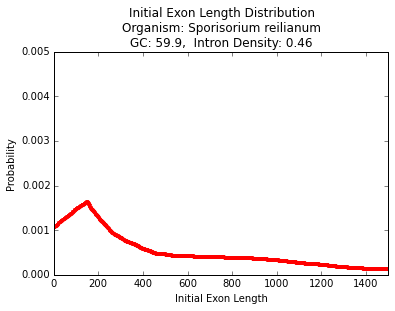 Initial Exon Length Distribution
Organism: Sporisorium reilianum
GC: 59.9,  Intron Density: 0.46
0.005
0.004
0.003
0.002
0.001
0.000
Probability
0 200 400 600 800 1000 1200 1400
Initial Exon Length